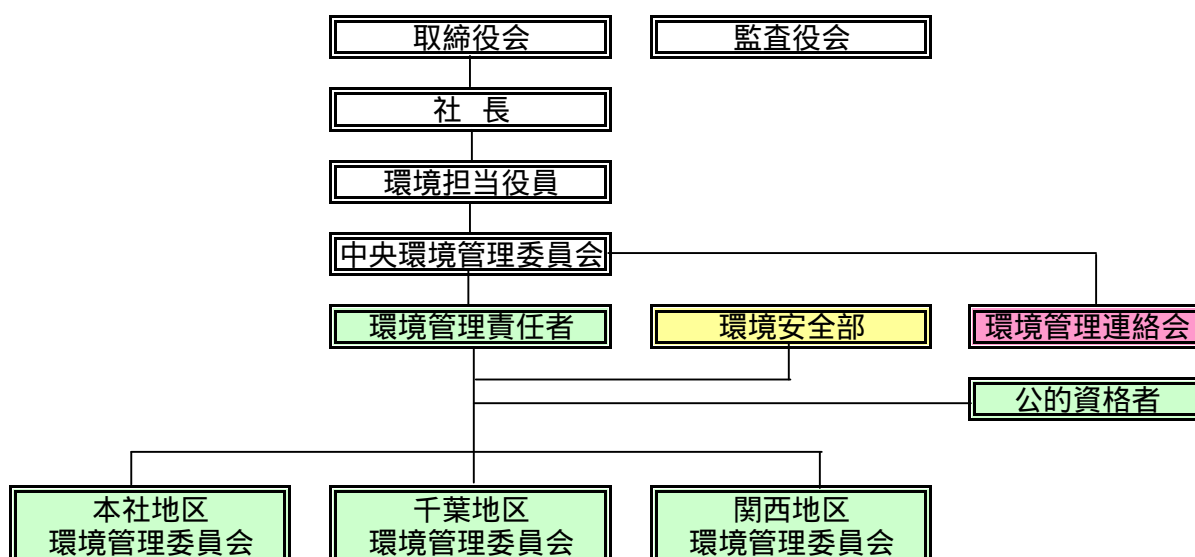 取締役会
監査役会
社 長
環境担当役員
中央環境管理委員会
環境管理責任者
環境安全部
環境管理連絡会
公的資格者
本社地区
環境管理委員会
千葉地区
環境管理委員会
関西地区
環境管理委員会